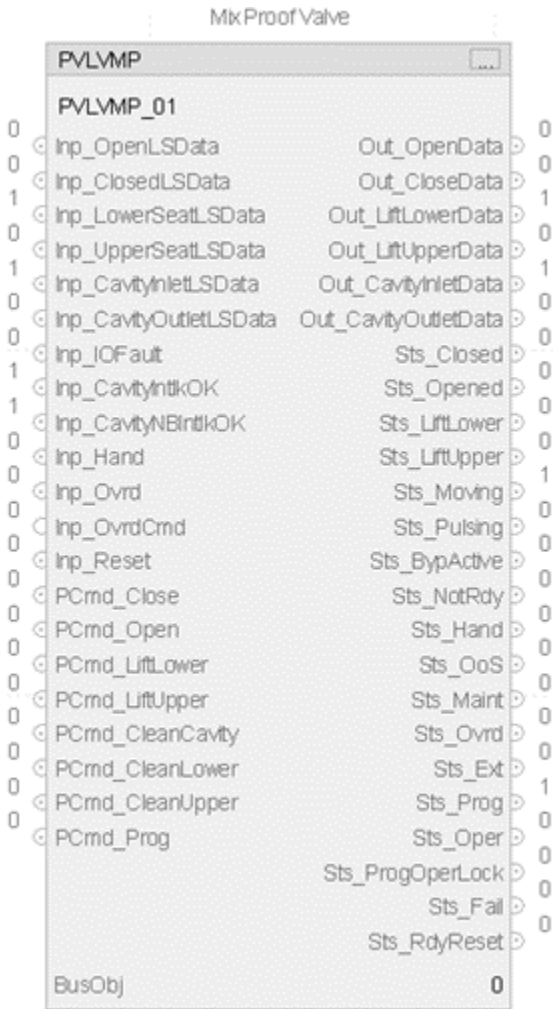 Mix Proof Valve
PVLVMP ...
PVLVMP_01
0 0
Inp_OpenLSData Out_OpenData
0 0
Inp_ClosedLSData Out_CloseData
1 1
Inp_LowerSeatLSData Out_LiftLowerData
0 0
Inp_UpperSeatLSData Out_LiftUpperData
1 1
Inp_CavityInletLSData Out_CavityInletData
0 0
Inp_CavityOutletLSData Out_CavityOutletData
0 0
Inp_IOFault Sts_Closed
1 0
Inp_CavityIntlkOK Sts_Opened
1 0
Inp_CavityNBIntlkOK Sts_LiftLower
0 0
Inp_Hand Sts_LiftUpper
0 1
Inp_Ovrd Sts_Moving
0 0
Inp_OvrdCmd Sts_Pulsing
0 0
Inp_Reset Sts_BypActive
0 0
PCmd_Close Sts_NotRdy
0 0
PCmd_Open Sts_Hand
0 0
PCmd_LiftLower Sts_OoS
0 0
PCmd_LiftUpper Sts_Maint
0 0
PCmd_CleanCavity Sts_Ovrd
0 0
PCmd_CleanLower Sts_Ext
0 1
PCmd_CleanUpper Sts_Prog
0 0
PCmd_Prog Sts_Oper
0
Sts_ProgOperLock
0
Sts_Fail
0
Sts_RdyReset
BusObj 0